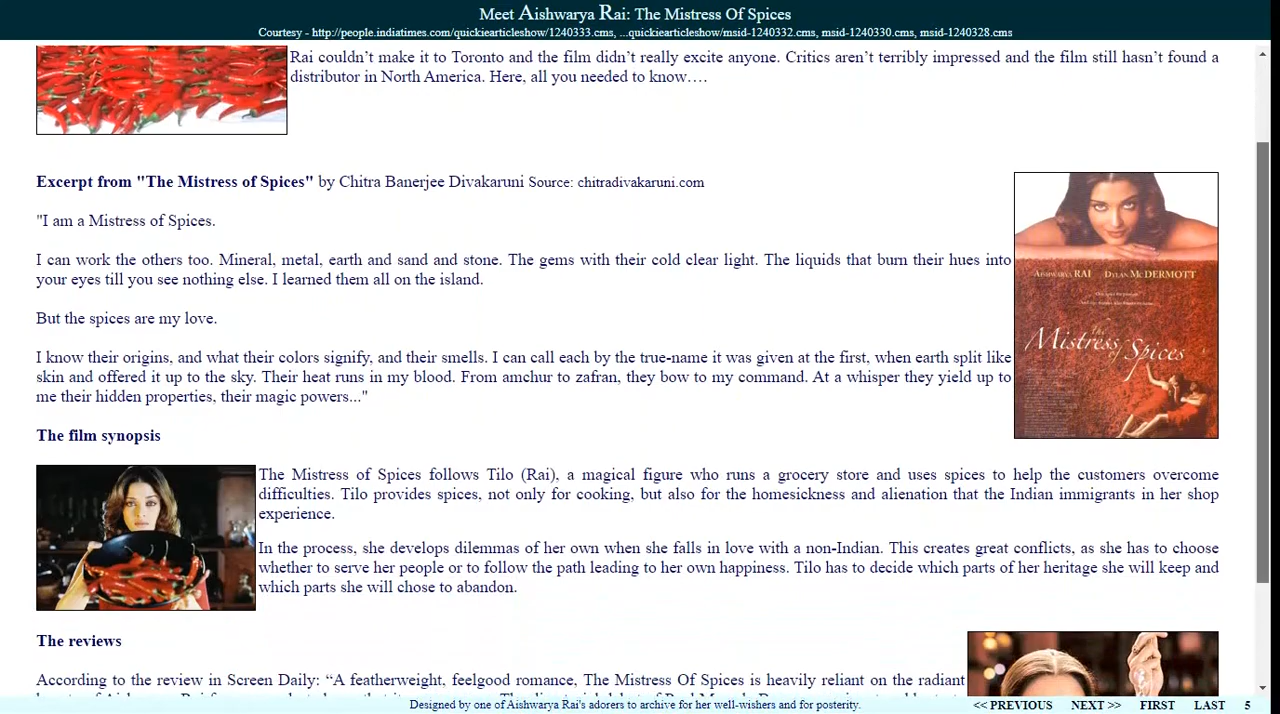 Meet Aishwarya Rai: The Mistress Of Spices
Courtesy - http://people.indiatimes.com/quickiearticleshow/1240333.cms, ...quickiearticleshow/msid-1240332.cms, msid-1240330.cms, msid-1240328.cms
Rai couldn’t make it to Toronto and the film didn’t really excite anyone. Critics aren’t terribly impressed and the film still hasn’t found a
distributor in North America. Here, all you needed to know….
Excerpt from "The Mistress of Spices" by Chitra Banerjee Divakaruni Source: chitradivakaruni.com
"I am a Mistress of Spices.
I can work the others too. Mineral, metal, earth and sand and stone. The gems with their cold clear light. The liquids that burn their hues into
your eyes till you see nothing else. I learned them all on the island.
But the spices are my love.
I know their origins, and what their colors signify, and their smells. I can call each by the true-name it was given at the first, when earth split like
skin and offered it up to the sky. Their heat runs in my blood. From amchur to zafran, they bow to my command. At a whisper they yield up to
me their hidden properties, their magic powers..."
AISHWARYA RAI DYLAN MCDERMOTT
the
Mistress
of Spices
The film synopsis
The Mistress of Spices follows Tilo (Rai), a magical figure who runs a grocery store and uses spices to help the customers overcome
difficulties. Tilo provides spices, not only for cooking, but also for the homesickness and alienation that the Indian immigrants in her shop
experience.
In the process, she develops dilemmas of her own when she falls in love with a non-Indian. This creates great conflicts, as she has to choose
whether to serve her people or to follow the path leading to her own happiness. Tilo has to decide which parts of her heritage she will keep and
which parts she will chose to abandon.
The reviews
According to the review in Screen Daily: “A featherweight, feelgood romance, The Mistress Of Spices is heavily reliant on the radiant
Designed by one of Aishwarya Rai's adorers to archive for her well-wishers and for posterity.
<< PREVIOUS NEXT >> FIRST LAST 5